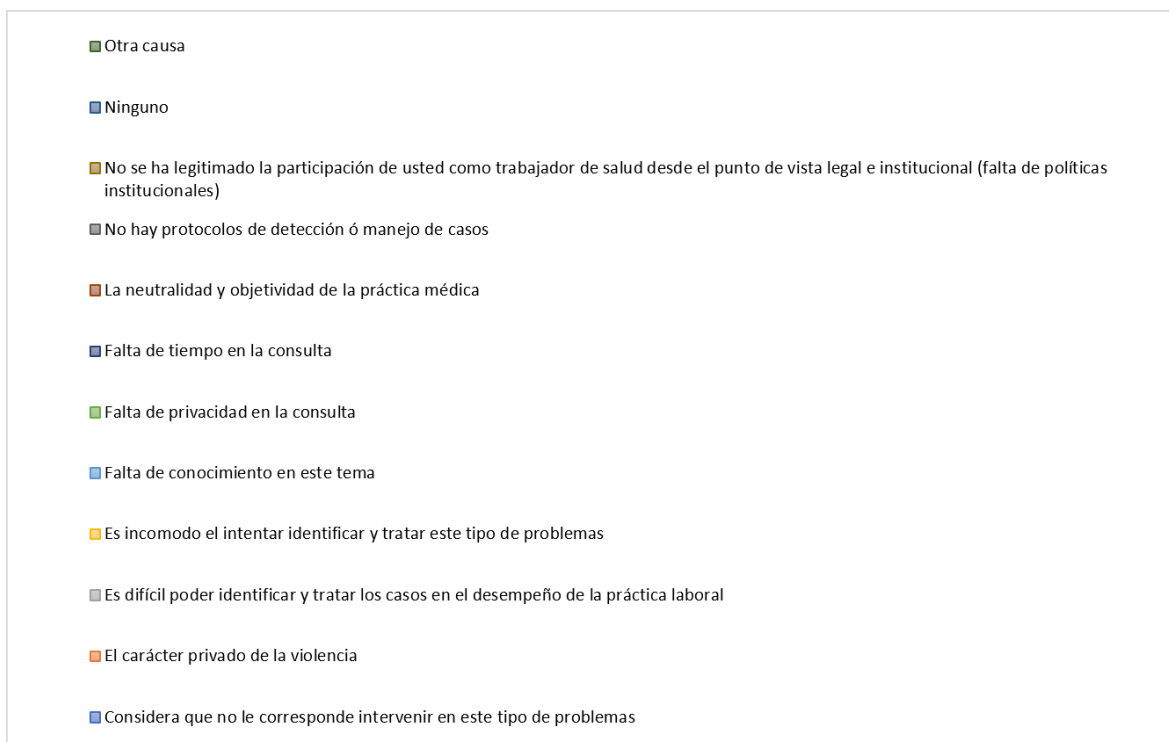 Otra causa
Ninguno
No se ha legitimado la participación de usted como trabajador de salud desde el punto de vista legal e institucional (falta de políticas
institucionales)
No hay protocolos de detección ó manejo de casos
La neutralidad y objetividad de la práctica médica
Falta de tiempo en la consulta
Falta de privacidad en la consulta
Falta de conocimiento en este tema
Es incomodo el intentar identificar y tratar este tipo de problemas
Es difícil poder identificar y tratar los casos en el desempeño de la práctica laboral
El carácter privado de la violencia
Considera que no le corresponde intervenir en este tipo de problemas